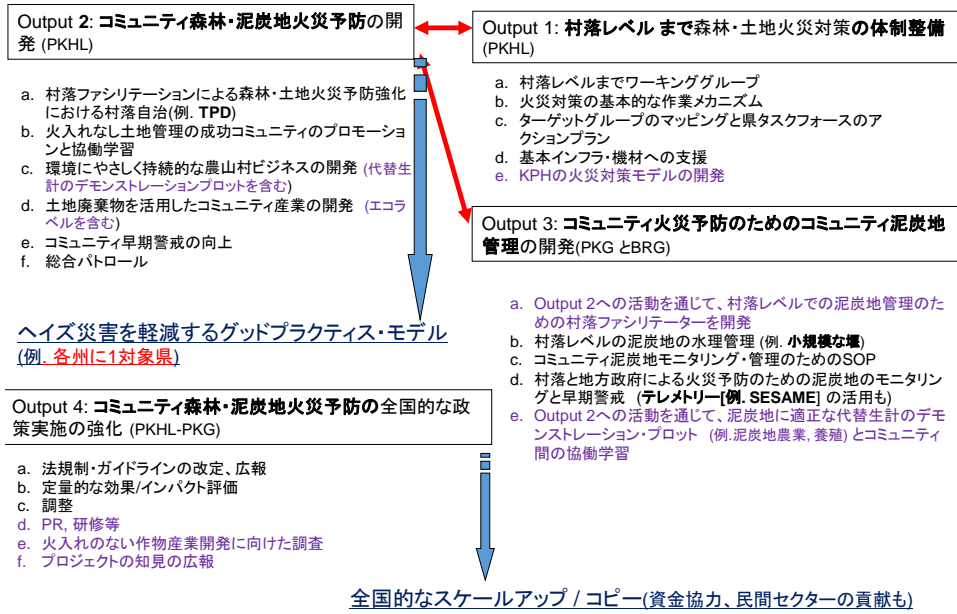 Output 2: コミュニティ森林・泥炭地火災予防の開
発 (PKHL)
a. 村落ファシリテーションによる森林・土地火災予防強化
における村落自治(例. TPD)
b. 火入れなし土地管理の成功コミュニティのプロモーショ
ンと協働学習
c. 環境にやさしく持続的な農山村ビジネスの開発 (代替生
計のデモンストレーションプロットを含む)
d. 土地廃棄物を活用したコミュニティ産業の開発 (エコラ
ベルを含む)
e. コミュニティ早期警戒の向上
f. 総合パトロール
ヘイズ災害を軽減するグッドプラクティス・モデル
(例. 各州に1対象県)
Output 1: 村落レベル まで森林・土地火災対策の体制整備
(PKHL)
a. 村落レベルまでワーキンググループ
b. 火災対策の基本的な作業メカニズム
c. ターゲットグループのマッピングと県タスクフォースのア
クションプラン
d. 基本インフラ・機材への支援
e. KPHの火災対策モデルの開発
Output 3: コミュニティ火災予防のためのコミュニティ泥炭地
管理の開発(PKG とBRG)
a. Output 2への活動を通じて、村落レベルでの泥炭地管理のた
めの村落ファシリテーターを開発
b. 村落レベルの泥炭地の水理管理 (例. 小規模な堰)
c. コミュニティ泥炭地モニタリング・管理のためのSOP
d. 村落と地方政府による火災予防のための泥炭地のモニタリン
グと早期警戒 (テレメトリー[例. SESAME] の活用も)
e. Output 2への活動を通じて、泥炭地に適正な代替生計のデモ
ンストレーション・プロット (例.泥炭地農業, 養殖) とコミュニティ
間の協働学習
Output 4: コミュニティ森林・泥炭地火災予防の全国的な政
策実施の強化 (PKHL-PKG)
a. 法規制・ガイドラインの改定、広報
b. 定量的な効果/インパクト評価
c. 調整
d. PR, 研修等
e. 火入れのない作物産業開発に向けた調査
f. プロジェクトの知見の広報
全国的なスケールアップ / コピー(資金協力、民間セクターの貢献も)